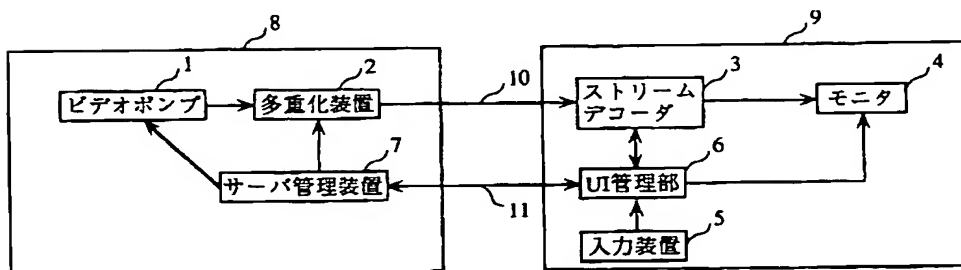 8
9
1
ビデオポンプ
2
多重化装置
10
3
ストリーム
デコーダ
4
モニタ
7
サーバ管理装置
11
6
UI管理部
5
入力装置